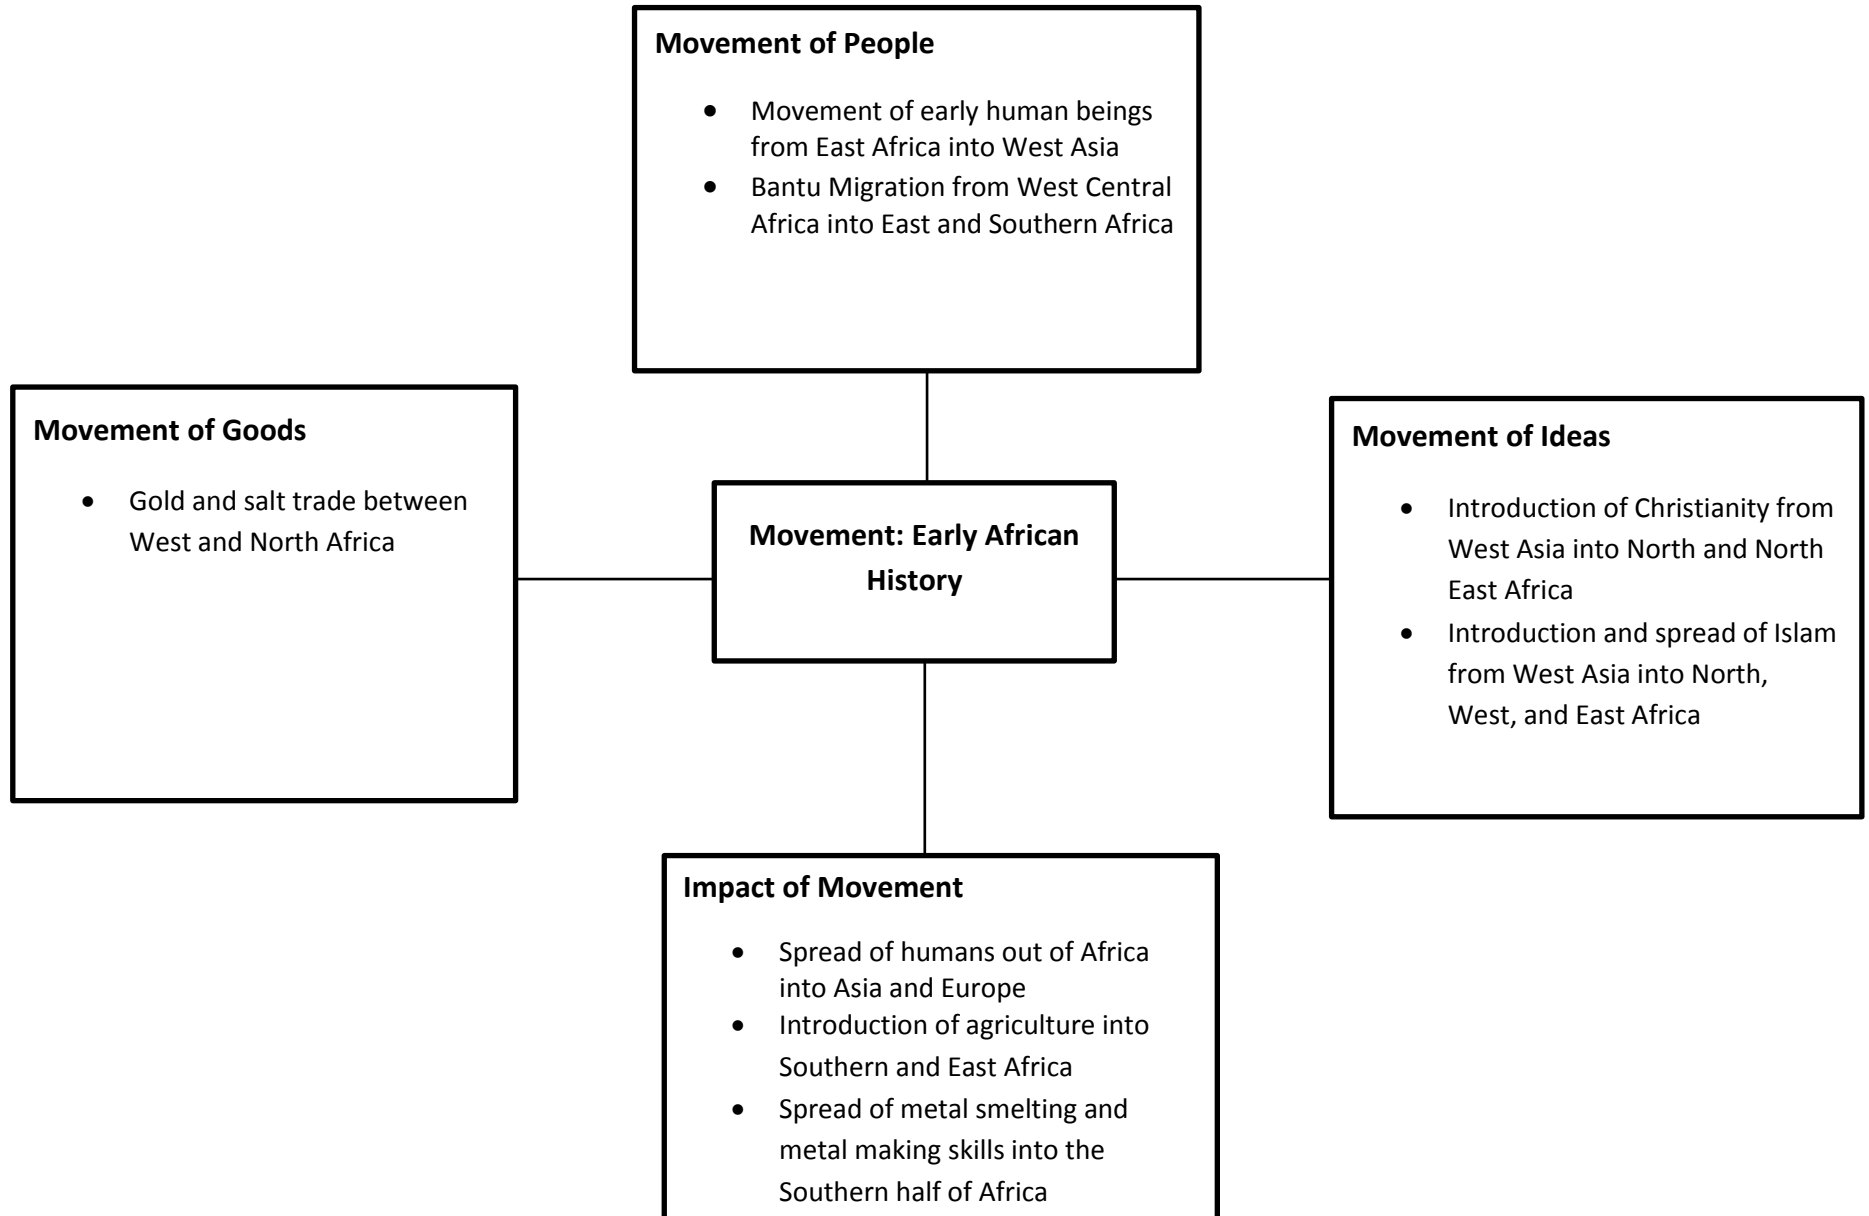 Movement of People
• Movement of early human beings
from East Africa into West Asia
• Bantu Migration from West Central
Africa into East and Southern Africa
Movement of Goods
• Gold and salt trade between
West and North Africa
Movement: Early African
History
Movement of Ideas
• Introduction of Christianity from
West Asia into North and North
East Africa
• Introduction and spread of Islam
from West Asia into North,
West, and East Africa
Impact of Movement
• Spread of humans out of Africa
into Asia and Europe
• Introduction of agriculture into
Southern and East Africa
• Spread of metal smelting and
metal making skills into the
Southern half of Africa